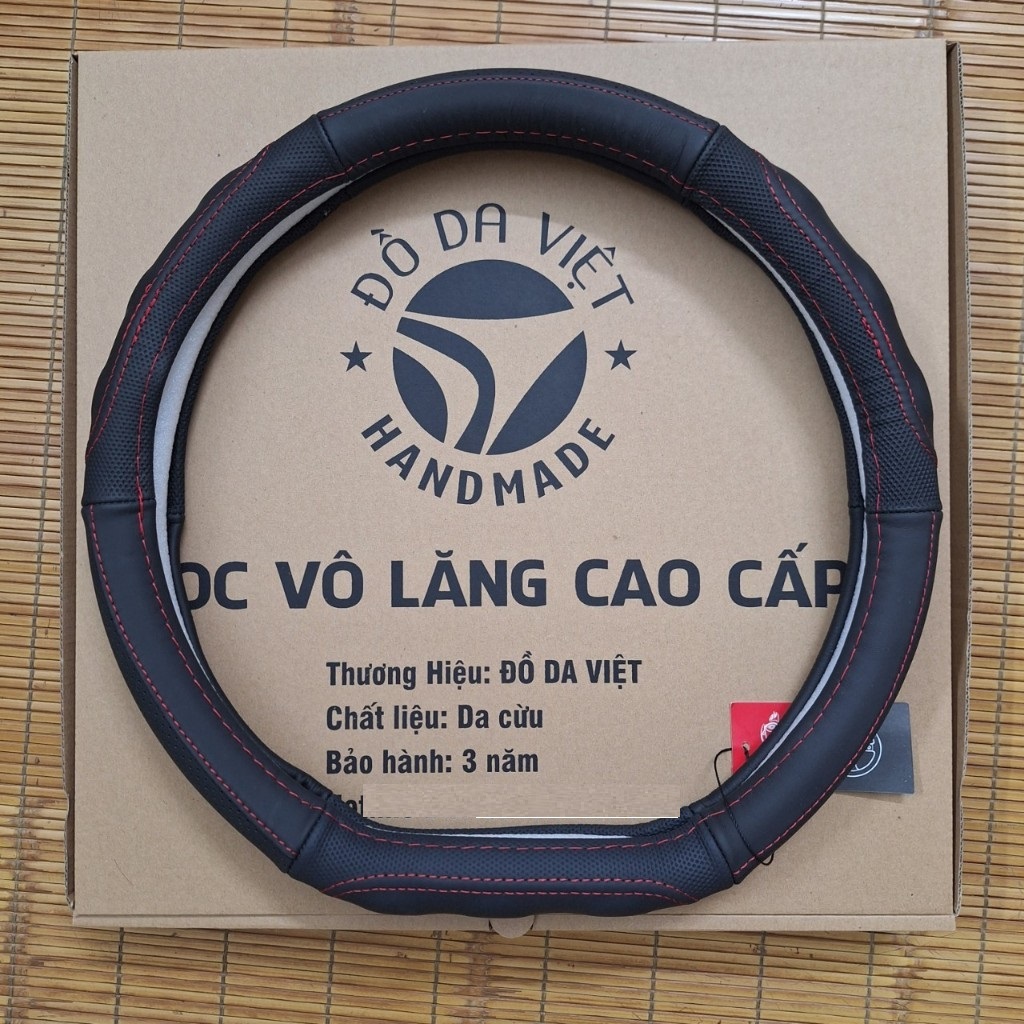 ĐỒ DA VIỆT
HANDMADE
VÔ LĂNG CAO CẤP
Thương Hiệu: ĐỒ DA VIỆT
Chất liệu: Da cừu
Bảo hành: 3 năm